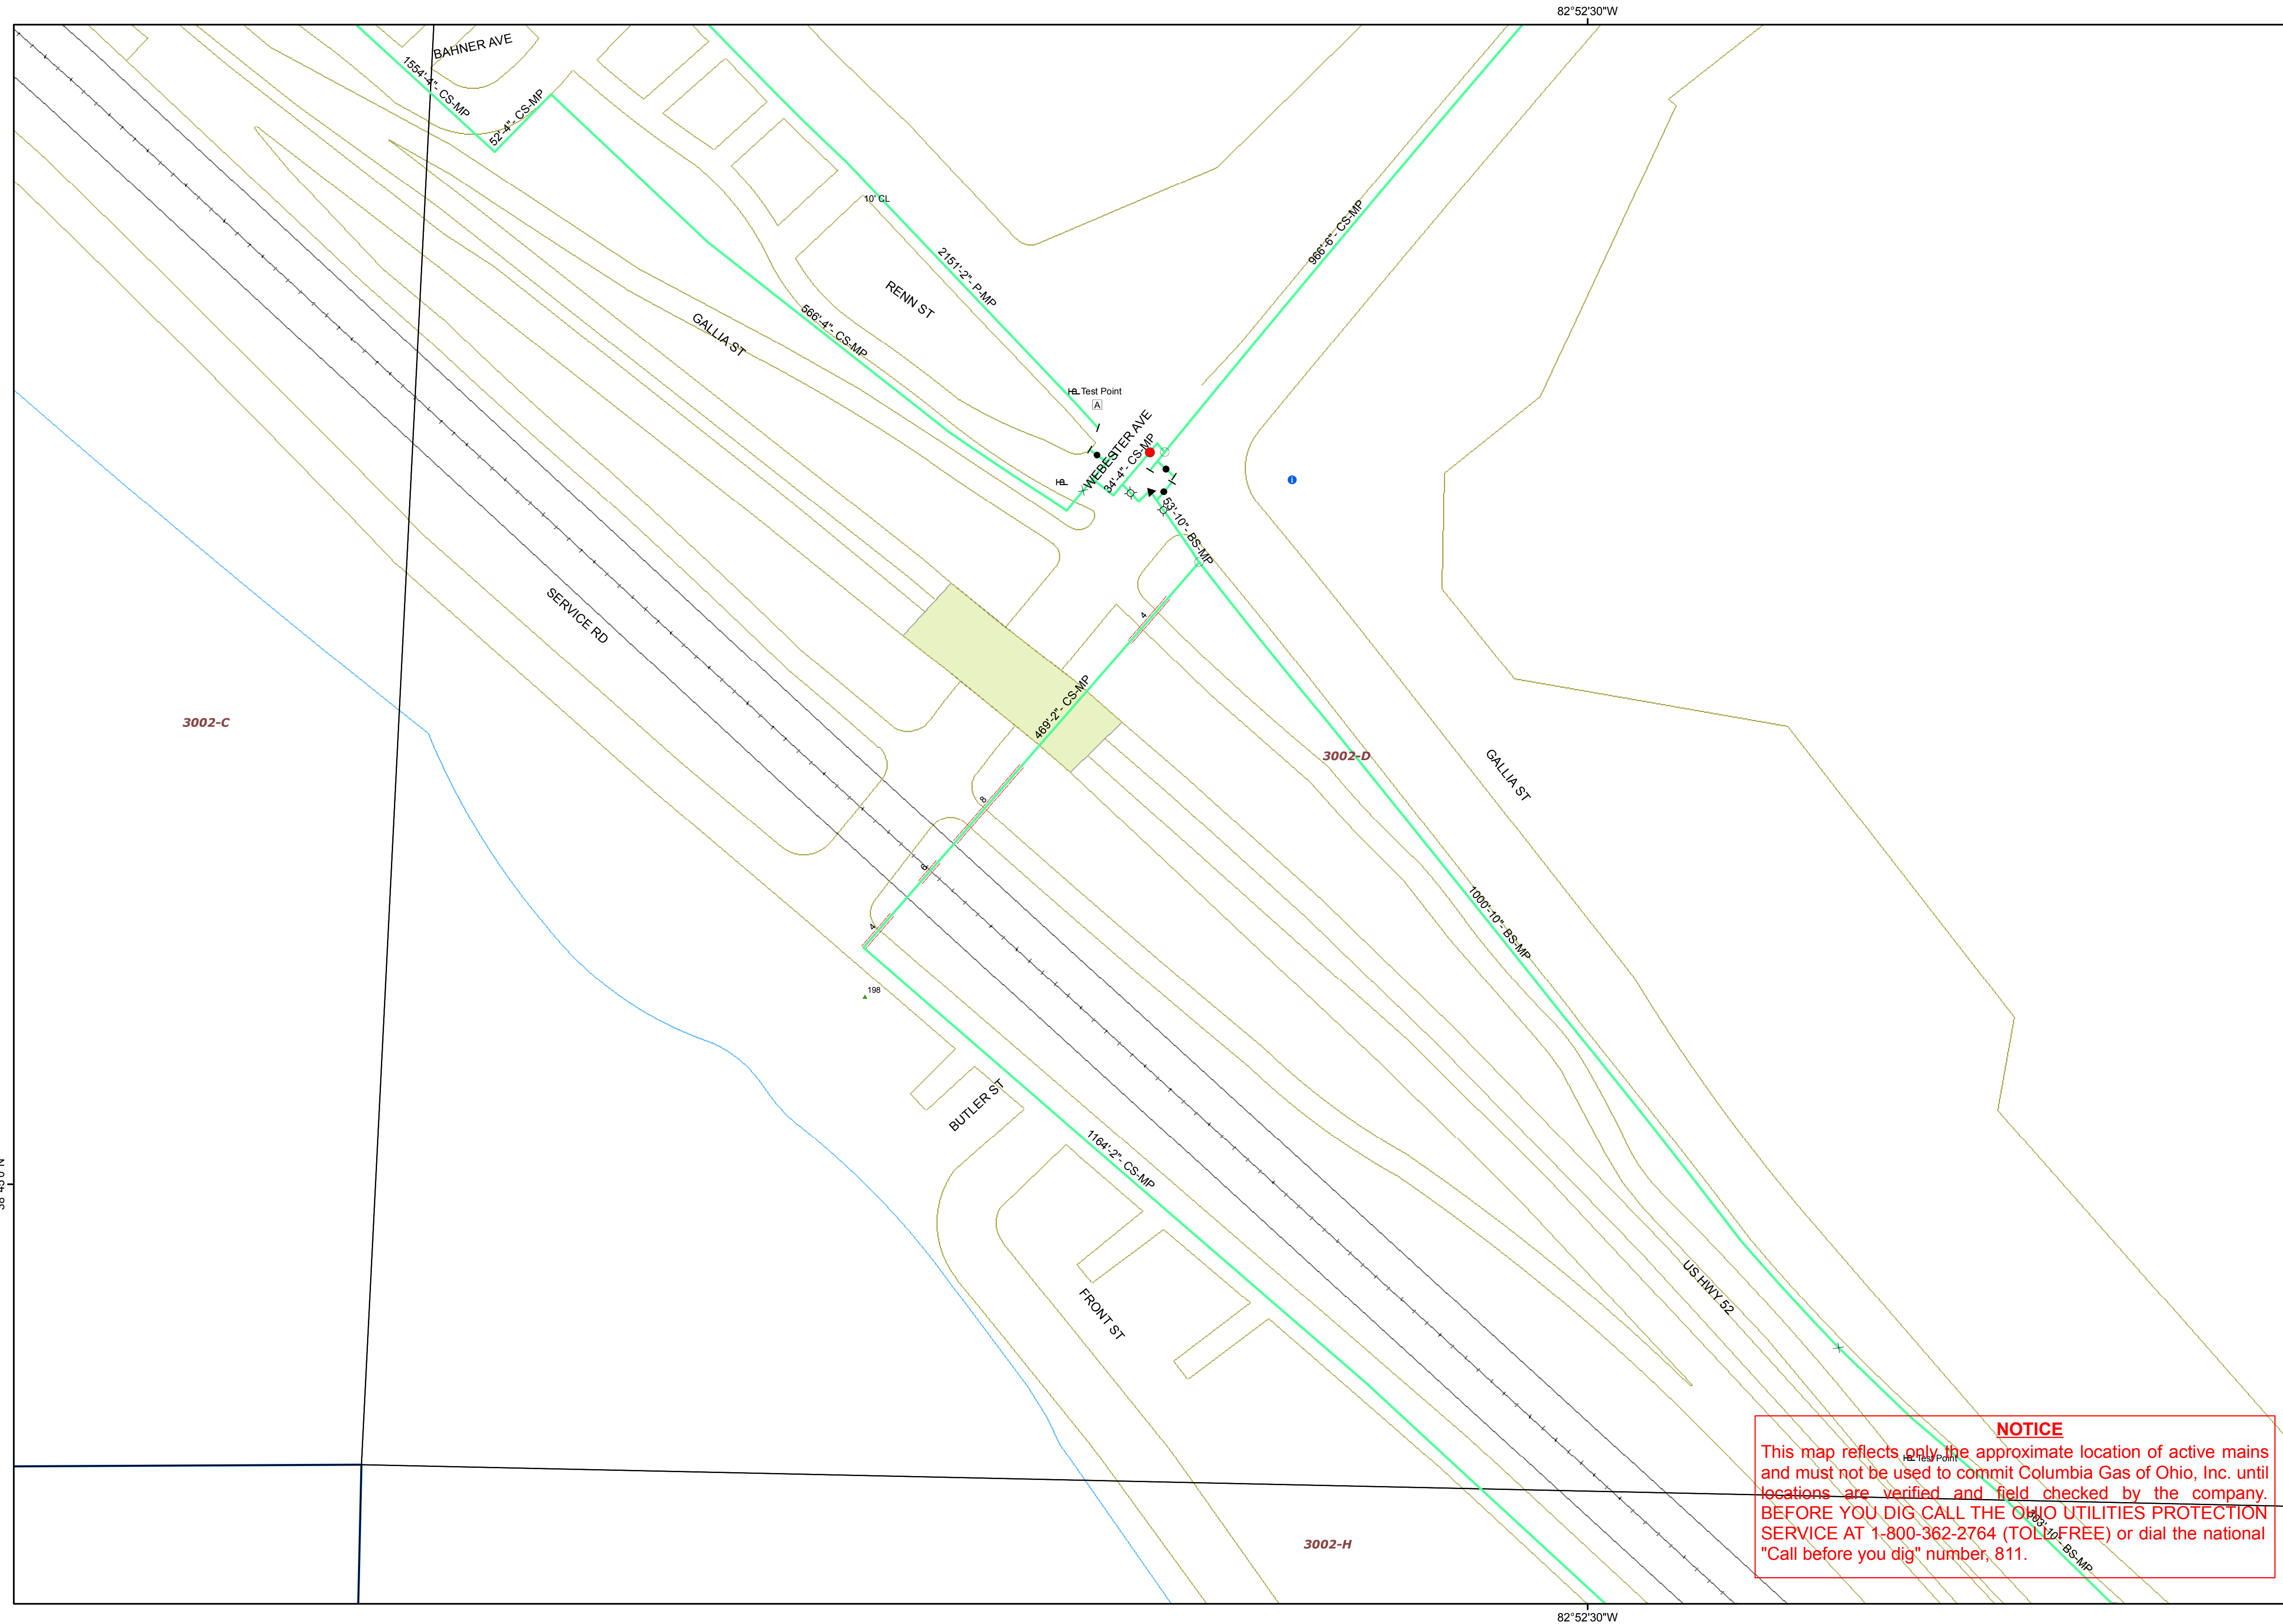 82°52'30"W
BAHNER AVE
1554'-4"- CS-MP
52'-4"- CS-MP
10' CL
966'-6"- CS-MP
2151'-2"- P-MP
RENN ST
566'-4"- CS-MP
GALLIA ST
Test Point
A
WEBESTER AVE
34'-4"- CS-MP
i
53'-10"- BS-MP
SERVICE RD
4
469'-2"- CS-MP
3002-C
3002-D
GALLIA ST
8
6
4
1000'-10"- BS-MP
198
BUTLER ST
1164'-2"- CS-MP
US HWY 52
FRONT ST
NOTICE
This map reflects only the approximate location of active mains
and must not be used to commit Columbia Gas of Ohio, Inc. until
locations are verified and field checked by the company.
BEFORE YOU DIG CALL THE OHIO UTILITIES PROTECTION
SERVICE AT 1-800-362-2764 (TOLL FREE) or dial the national
"Call before you dig" number, 811.
Test Point
10"- BS-MP
3002-H
82°52'30"W